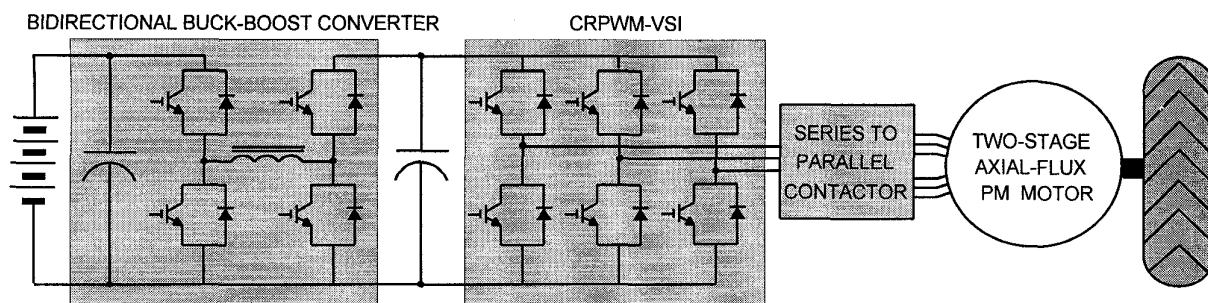 BIDIRECTIONAL BUCK-BOOST CONVERTER
CRPWM-VSI
SERIES TO
PARALLEL
CONTACTOR
TWO-STAGE
AXIAL-FLUX
PM MOTOR